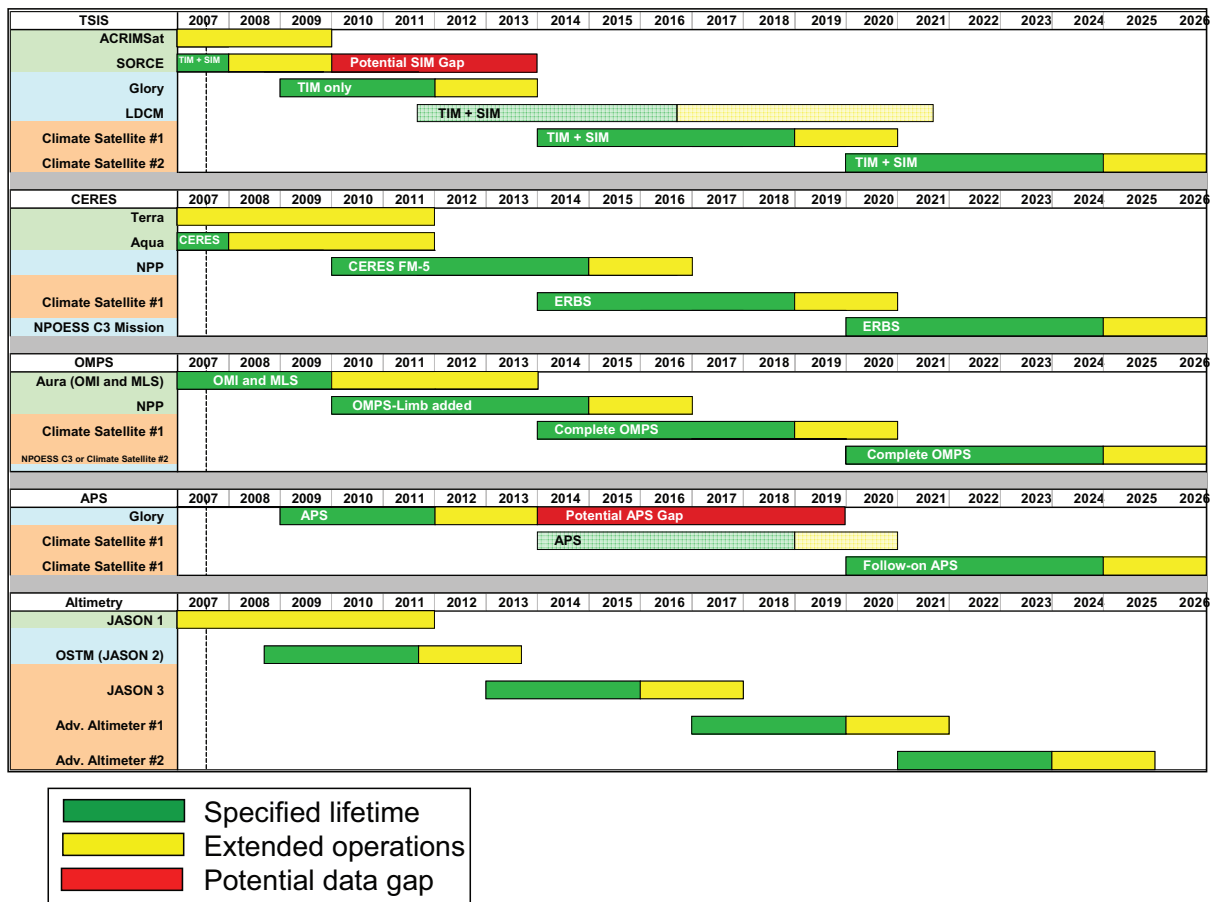 TSIS 2007 2008 2009 2010 2011 2012 2013 2014 2015 2016 2017 2018 2019 2020 2021 2022 2023 2024 2025 2026
ACRIMSat
SORCE TIM + SIM Potential SIM Gap
Glory TIM only
LDCM TIM + SIM
Climate Satellite #1 TIM + SIM
Climate Satellite #2 TIM + SIM
CERES 2007 2008 2009 2010 2011 2012 2013 2014 2015 2016 2017 2018 2019 2020 2021 2022 2023 2024 2025 2026
Terra
Aqua CERES
NPP CERES FM-5
Climate Satellite #1 ERBS
NPOESS C3 Mission ERBS
OMPS 2007 2008 2009 2010 2011 2012 2013 2014 2015 2016 2017 2018 2019 2020 2021 2022 2023 2024 2025 2026
Aura (OMI and MLS) OMI and MLS
NPP OMPS-Limb added
Climate Satellite #1 Complete OMPS
NPOESS C3 or Climate Satellite #2 Complete OMPS
APS 2007 2008 2009 2010 2011 2012 2013 2014 2015 2016 2017 2018 2019 2020 2021 2022 2023 2024 2025 2026
Glory APS Potential APS Gap
Climate Satellite #1 APS
Climate Satellite #1 Follow-on APS
Altimetry 2007 2008 2009 2010 2011 2012 2013 2014 2015 2016 2017 2018 2019 2020 2021 2022 2023 2024 2025 2026
JASON 1
OSTM (JASON 2)
JASON 3
Adv. Altimeter #1
Adv. Altimeter #2
Specified lifetime
Extended operations
Potential data gap